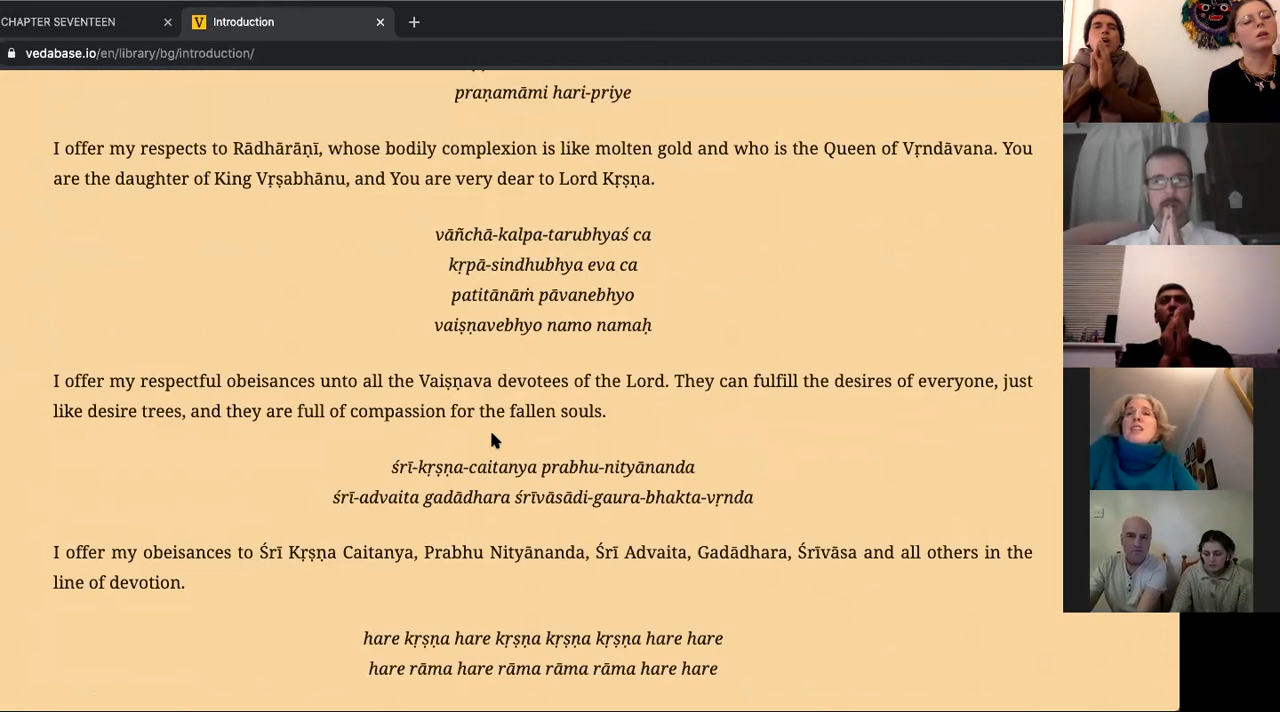 CHAPTER SEVENTEEN
Introduction
vedabase.io/en/library/bg/introduction/
praṇamāmi hari-priye
I offer my respects to Rādhārāṇī, whose bodily complexion is like molten gold and who is the Queen of Vṛndāvana. You
are the daughter of King Vṛṣabhānu, and You are very dear to Lord Kṛṣṇa.
vāñchā-kalpa-tarubhyaś ca
kṛpā-sindhubhya eva ca
patitānāṁ pāvanebhyo
vaiṣṇavebhyo namo namaḥ
I offer my respectful obeisances unto all the Vaiṣṇava devotees of the Lord. They can fulfill the desires of everyone, just
like desire trees, and they are full of compassion for the fallen souls.
śrī-kṛṣṇa-caitanya prabhu-nityānanda
śrī-advaita gadādhara śrīvāsādi-gaura-bhakta-vṛnda
I offer my obeisances to Śrī Kṛṣṇa Caitanya, Prabhu Nityānanda, Śrī Advaita, Gadādhara, Śrīvāsa and all others in the
line of devotion.
hare kṛṣṇa hare kṛṣṇa kṛṣṇa kṛṣṇa hare hare
hare rāma hare rāma rāma rāma hare hare